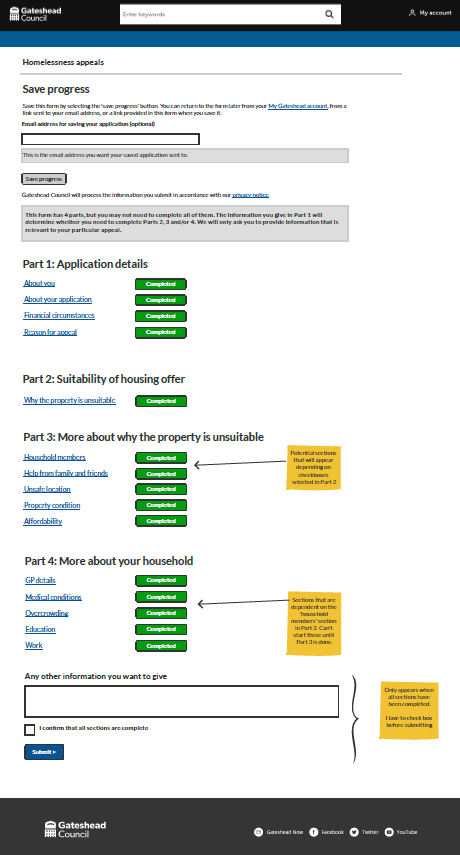 Gateshead
Council
Enter keywords
My account
Homelessness appeals
Save progress
Save this form by selecting the 'save progress' button. You can return to the form later from your My Gateshead account, from a
link sent to your email address, or a link provided in this form when you save it.
Email address for saving your application (optional)
This is the email address you want your saved application sent to.
Save progress
Gateshead Council will process the information you submit in accordance with our privacy notice.
This form has 4 parts, but you may not need to complete all of them. The information you give in Part 1 will
determine whether you need to complete Parts 2, 3 and/or 4. We will only ask you to provide information that is
relevant to your particular appeal.
Part 1: Application details
About you Completed
About your application Completed
Financial circumstances Completed
Reason for appeal Completed
Part 2: Suitability of housing offer
Why the property is unsuitable Completed
Part 3: More about why the property is unsuitable
Household members Completed
Help from family and friends Completed
Unsafe location Completed
Property condition Completed
Affordability Completed
Potential sections
that will appear
depending on
checkboxes
selected in Part 2
Part 4: More about your household
GP details Completed
Medical conditions Completed
Overcrowding Completed
Education Completed
Work Completed
Sections that are
dependent on the
'household
members' section
in Part 3. Can't
start these until
Part 3 is done.
Any other information you want to give
I confirm that all sections are complete
Submit >
Only appears when
all sections have
been completed.
Have to check box
before submitting
Gateshead
Council
Gateshead Now Facebook Twitter YouTube